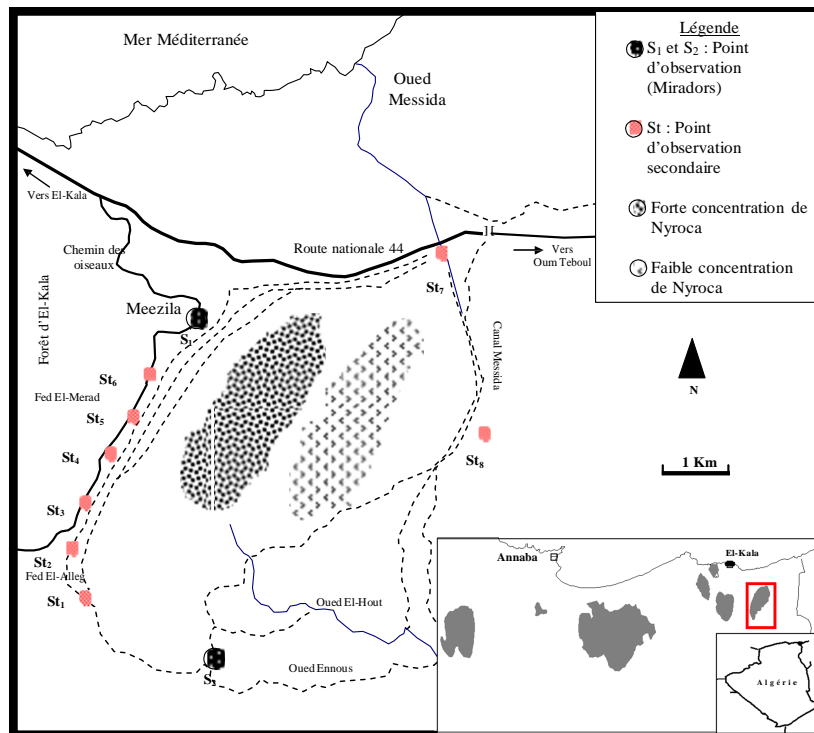 Mer Méditerranée
Oued
Messida
Vers El-Kala
Chemin des
oiseaux
Route nationale 44
Vers
Oum Teboul
Forêt d'El-Kala
Meezila
S₁
St₇
Canal Messida
St₆
Fed El-Merad
St₅
St₄
St₈
St₃
St₂
Fed El-Alleg
St₁
Oued El-Hout
Oued Ennous
S₂
Légende
S₁ et S₂ : Point
d'observation
(Miradors)
St : Point
d'observation
secondaire
Forte concentration de
Nyroca
Faible concentration
de Nyroca
N
1 Km
Annaba
El-Kala
Algérie